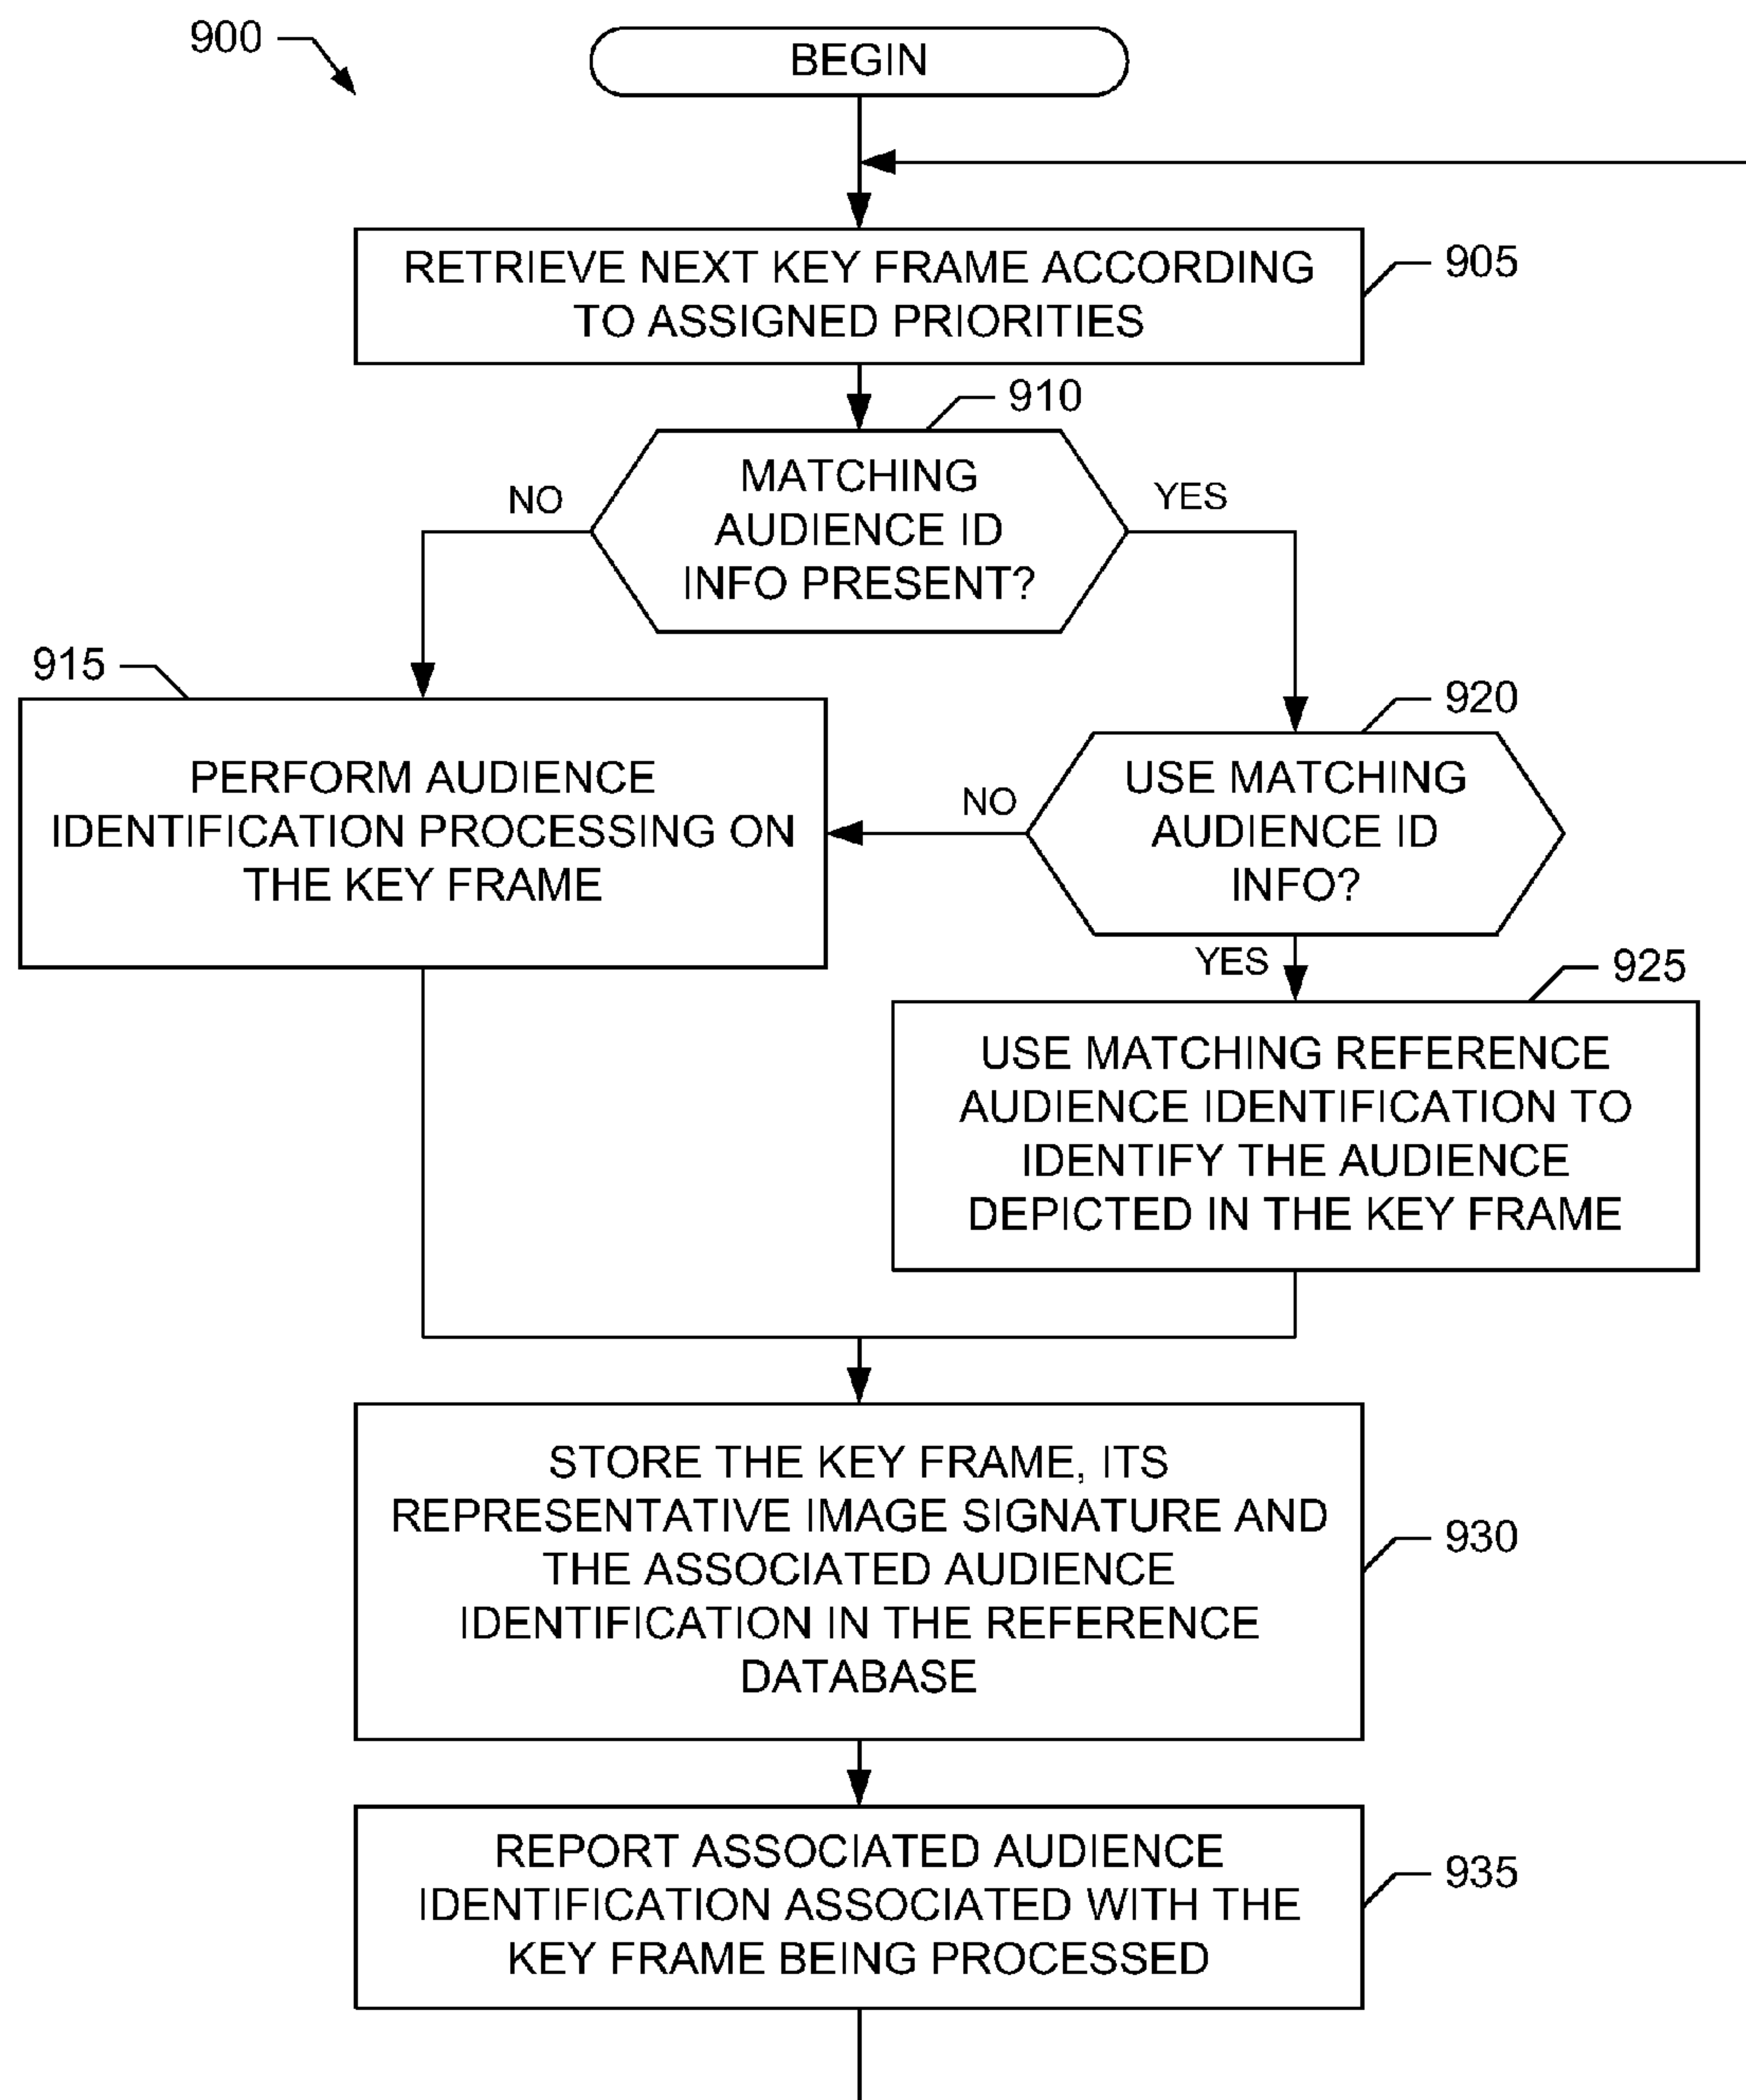 900
BEGIN
RETRIEVE NEXT KEY FRAME ACCORDING
TO ASSIGNED PRIORITIES
905
910
MATCHING
AUDIENCE ID
INFO PRESENT?
NO
YES
915
PERFORM AUDIENCE
IDENTIFICATION PROCESSING ON
THE KEY FRAME
920
USE MATCHING
AUDIENCE ID
INFO?
NO
YES
925
USE MATCHING REFERENCE
AUDIENCE IDENTIFICATION TO
IDENTIFY THE AUDIENCE
DEPICTED IN THE KEY FRAME
STORE THE KEY FRAME, ITS
REPRESENTATIVE IMAGE SIGNATURE AND
THE ASSOCIATED AUDIENCE
IDENTIFICATION IN THE REFERENCE
DATABASE
930
REPORT ASSOCIATED AUDIENCE
IDENTIFICATION ASSOCIATED WITH THE
KEY FRAME BEING PROCESSED
935